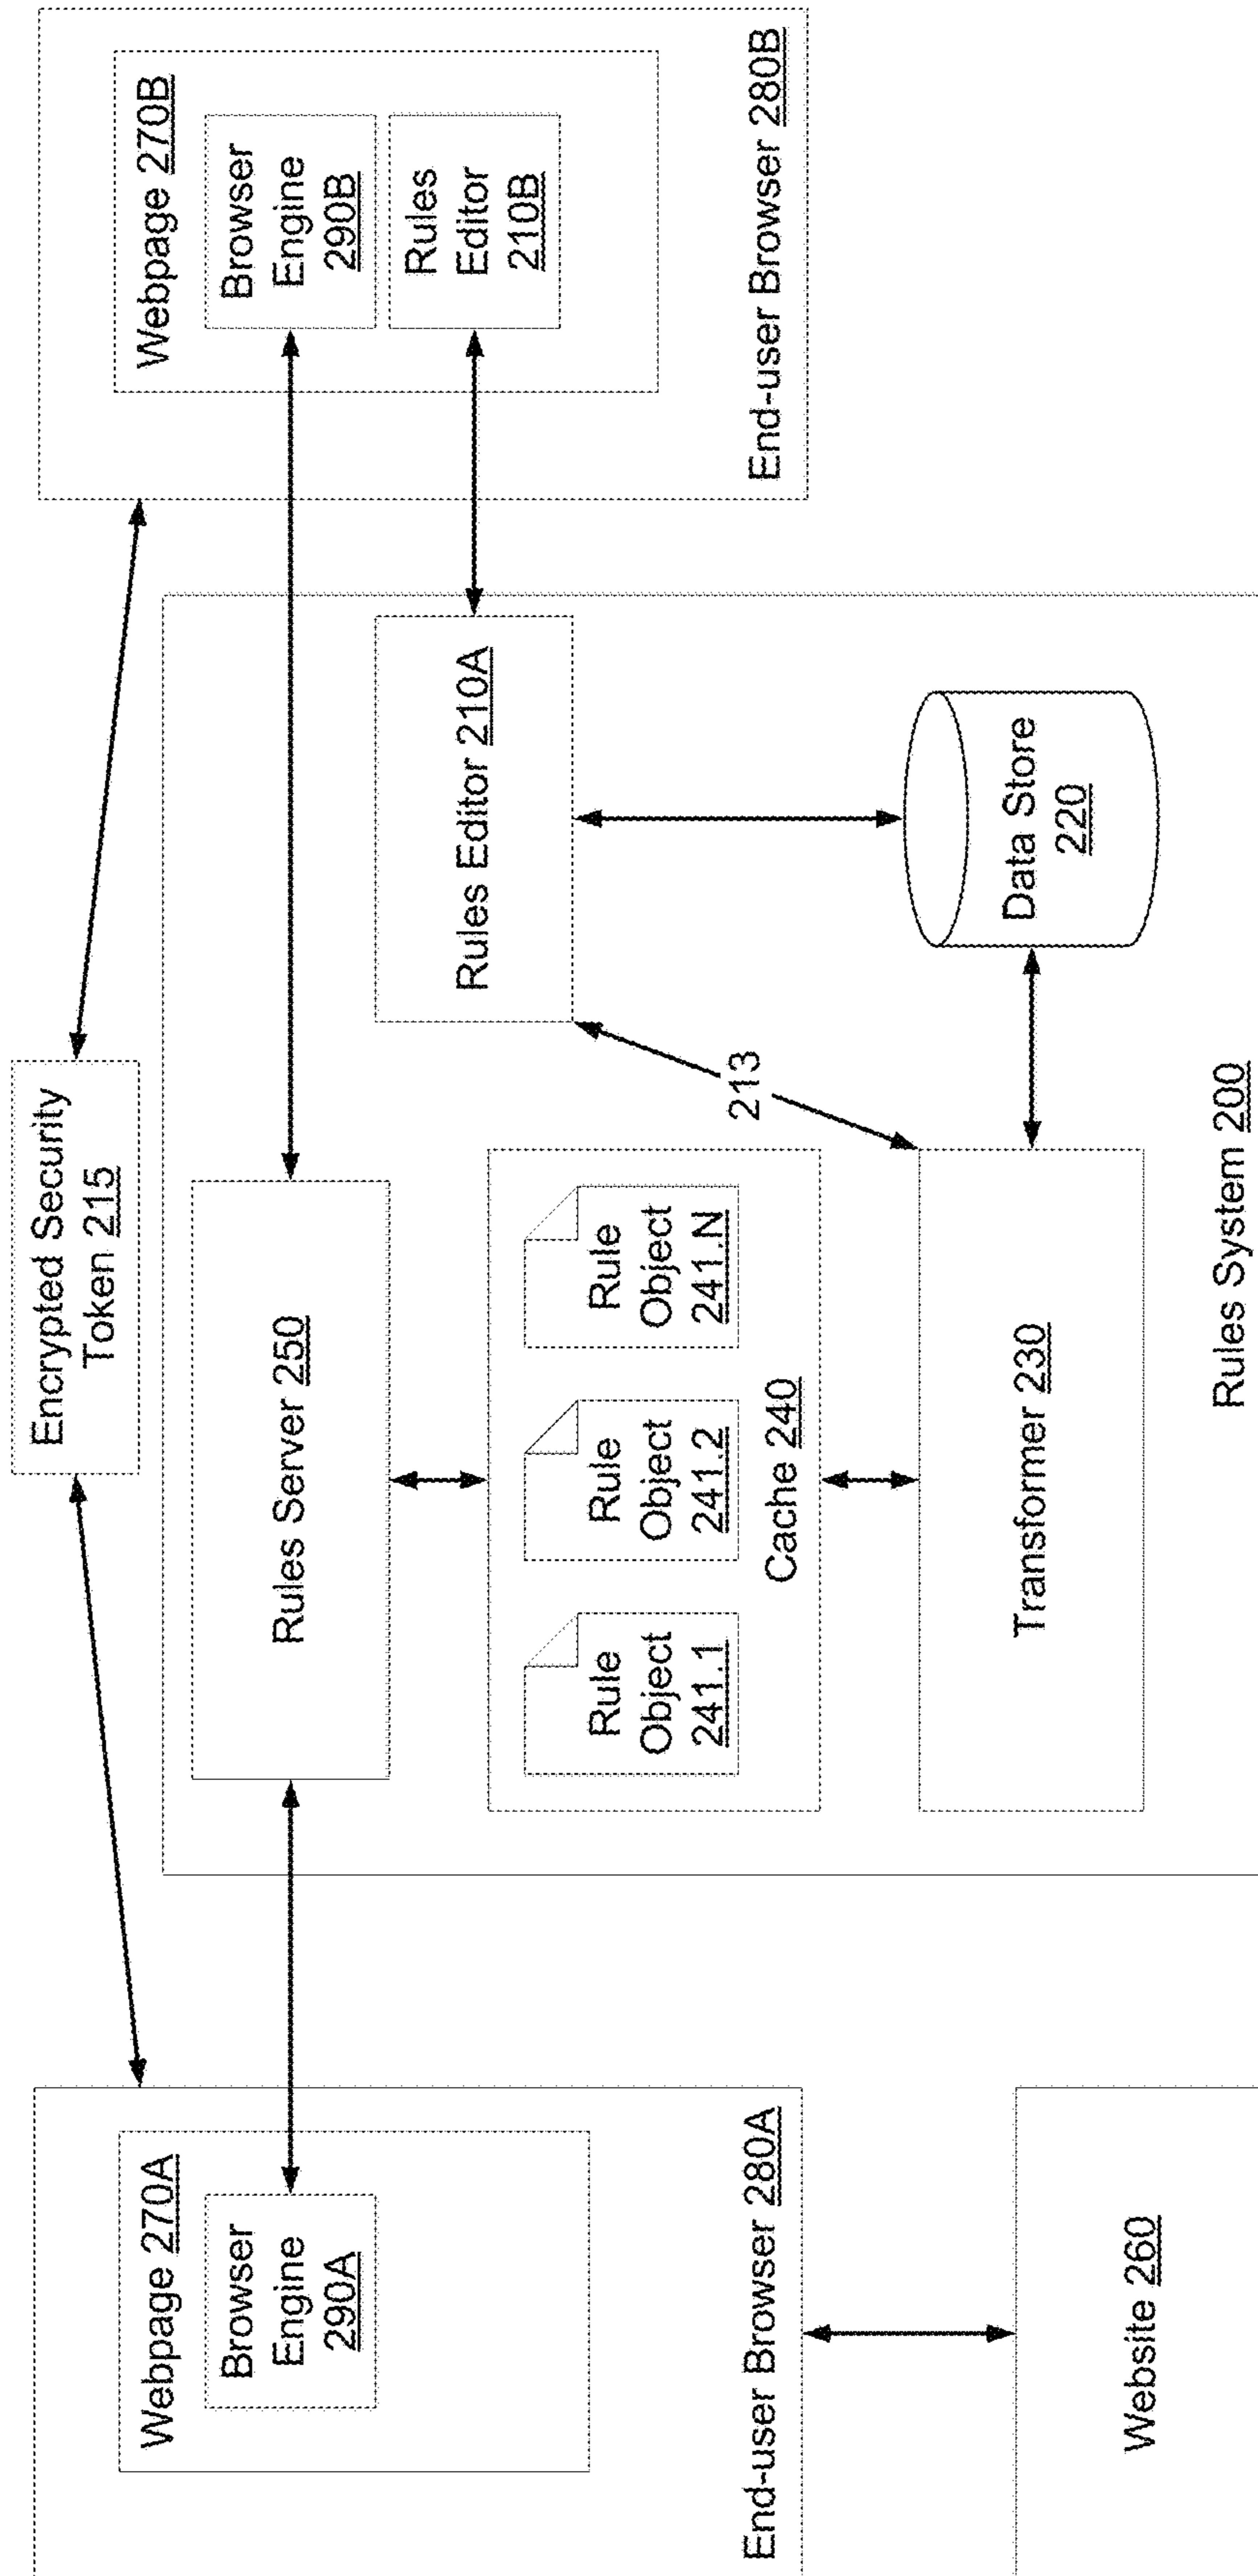 Encrypted Security
Token 215
Webpage 270A
Browser
Engine
290A
End-user Browser 280A
Website 260
Rules Server 250
Rule
Object
241.1
Rule
Object
241.2
Rule
Object
241.N
Cache 240
Transformer 230
213
Rules Editor 210A
Data Store
220
Rules System 200
Webpage 270B
Browser
Engine
290B
Rules
Editor
210B
End-user Browser 280B